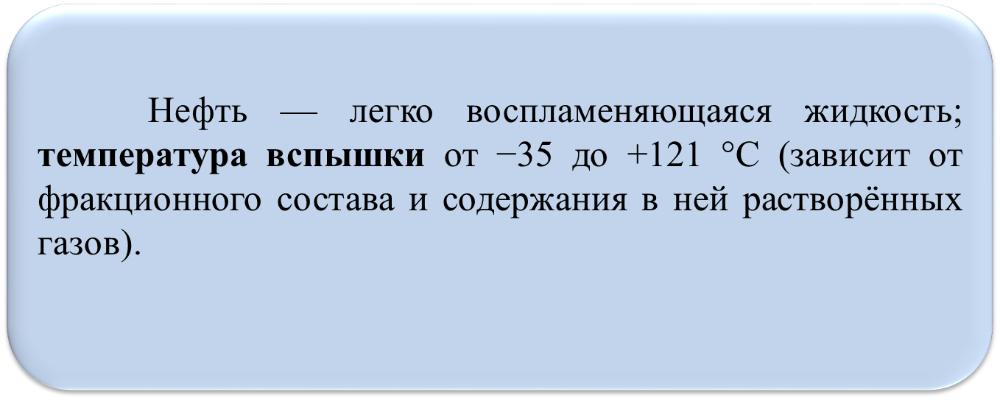 Нефть — легко воспламеняющаяся жидкость;
температура вспышки от −35 до +121 °C (зависит от
фракционного состава и содержания в ней растворённых
газов).